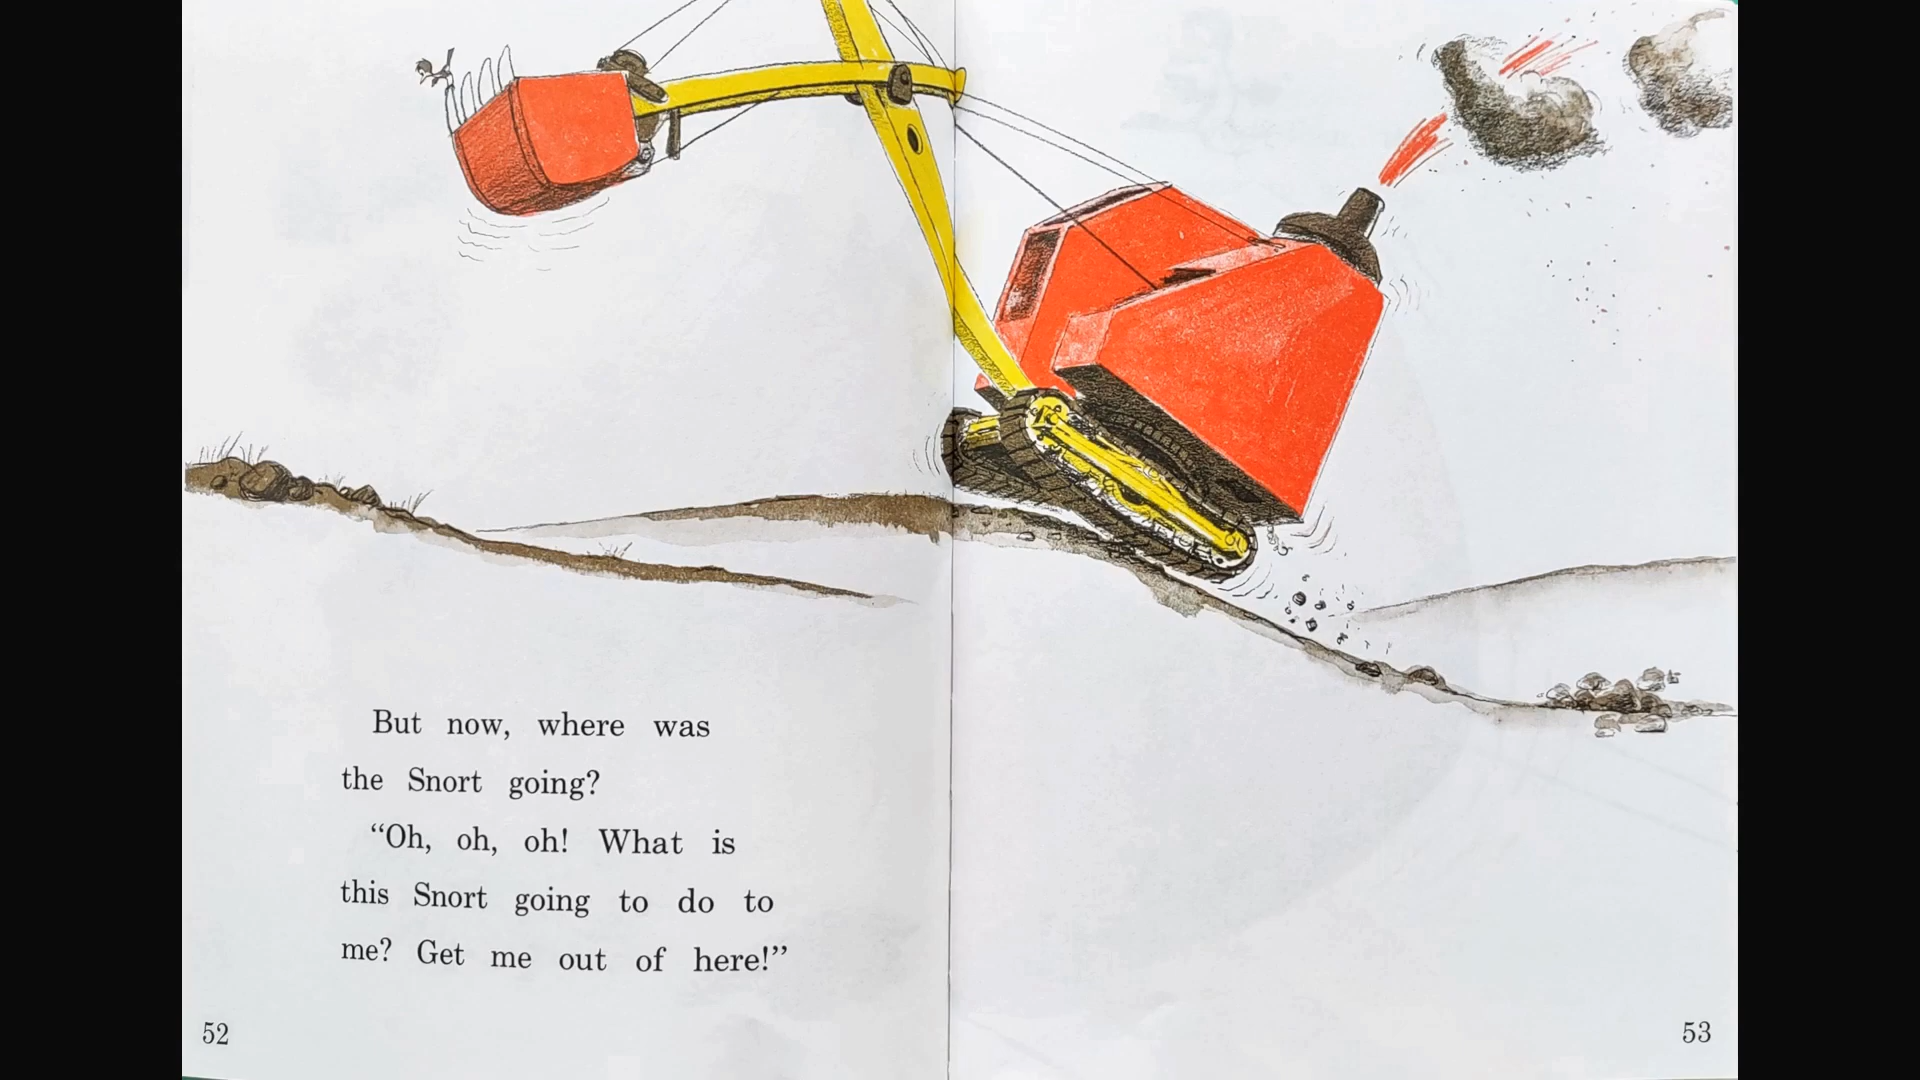 But now, where was
the Snort going?
“Oh, oh, oh! What is
this Snort going to do to
me? Get me out of here!”
52
53